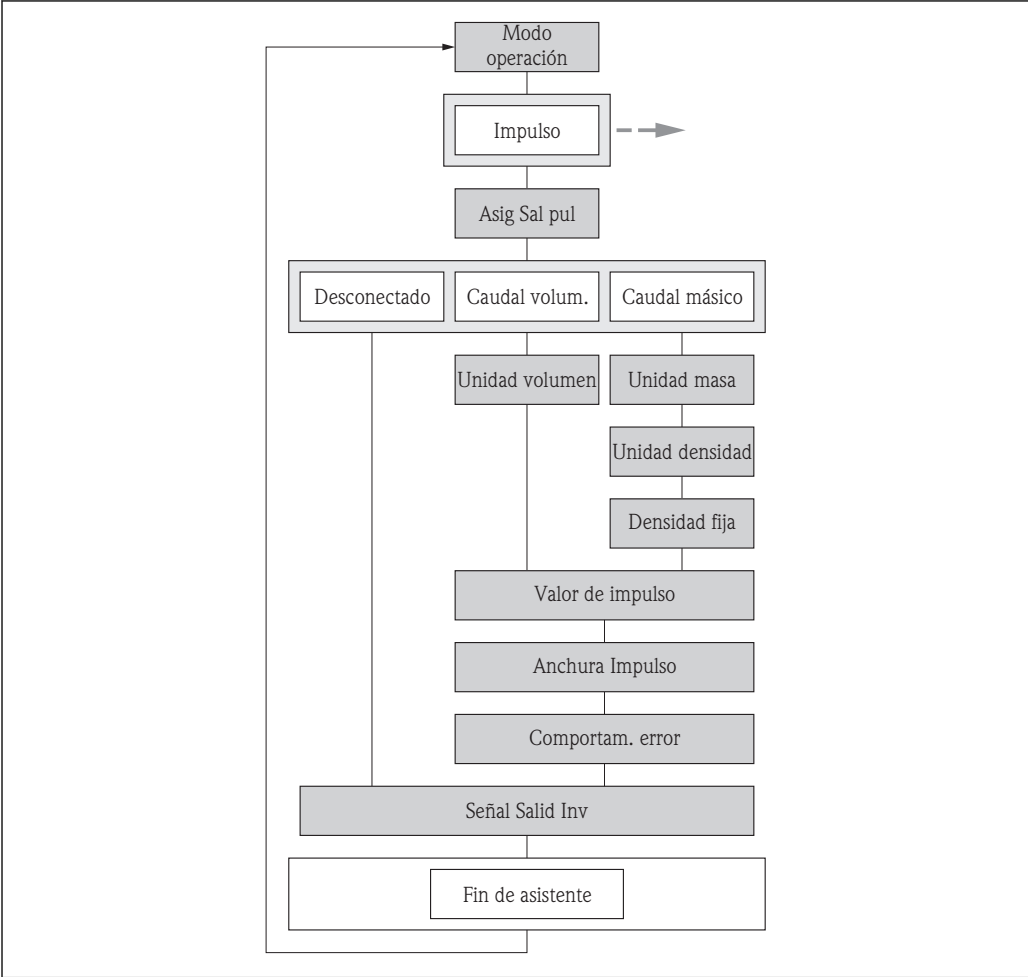 Modo
operación
Impulso
Asig Sal pul
Desconectado
Caudal volum.
Caudal másico
Unidad volumen
Unidad masa
Unidad densidad
Densidad fija
Valor de impulso
Anchura Impulso
Comportam. error
Señal Salid Inv
Fin de asistente